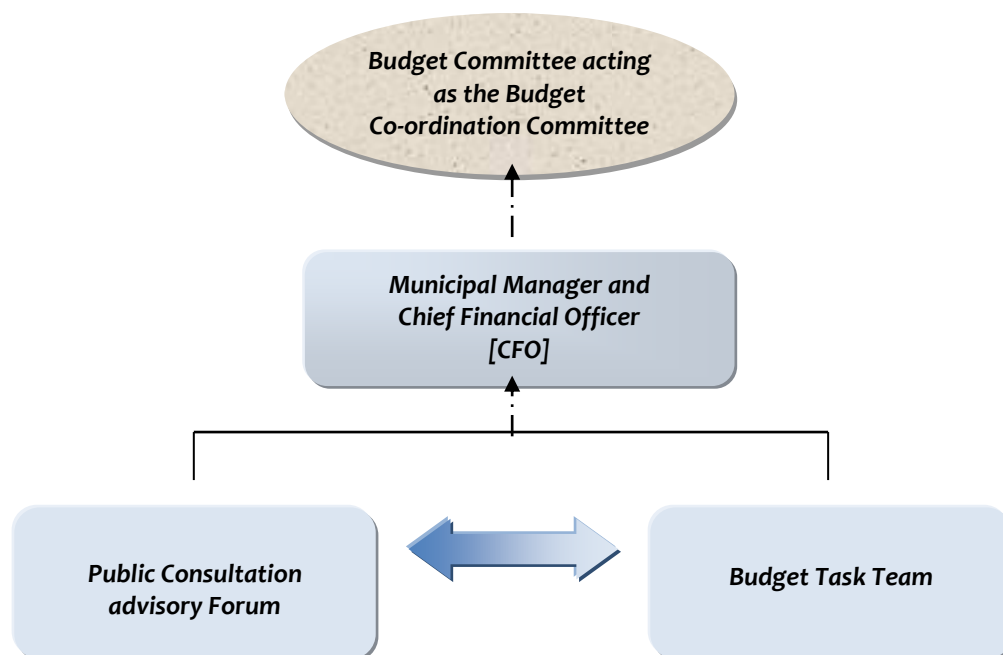 Budget Committee acting
as the Budget
Co-ordination Committee
Municipal Manager and
Chief Financial Officer
[CFO]
Public Consultation
advisory Forum
Budget Task Team